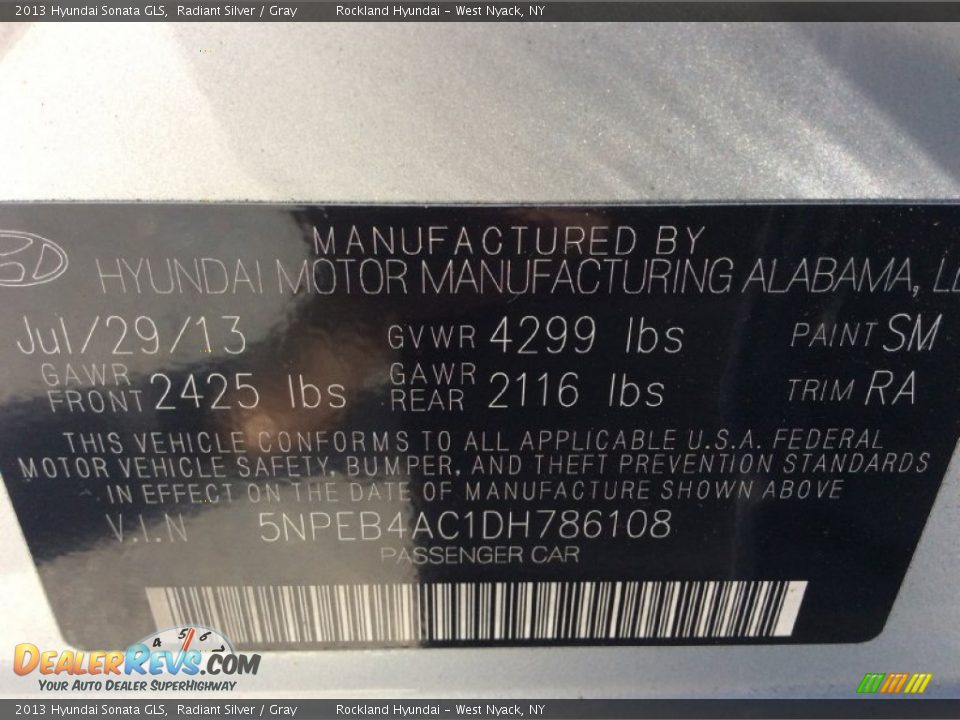 2013 Hyundai Sonata GLS, Radiant Silver / Gray Rockland Hyundai - West Nyack, NY
MANUFACTURED BY
HYUNDAI MOTOR MANUFACTURING ALABAMA,
Jul/29/13 GVWR 4299 lbs PAINT SM
GAWR FRONT 2425 lbs GAWR REAR 2116 lbs TRIM RA
THIS VEHICLE CONFORMS TO ALL APPLICABLE U.S.A. FEDERAL
MOTOR VEHICLE SAFETY, BUMPER, AND THEFT PREVENTION STANDARDS
IN EFFECT ON THE DATE OF MANUFACTURE SHOWN ABOVE
V.I.N 5NPEB4AC1DH786108
PASSENGER CAR
4 5 6 7
DEALERREVS.COM
YOUR AUTO DEALER SUPERHIGHWAY
2013 Hyundai Sonata GLS, Radiant Silver / Gray Rockland Hyundai - West Nyack, NY